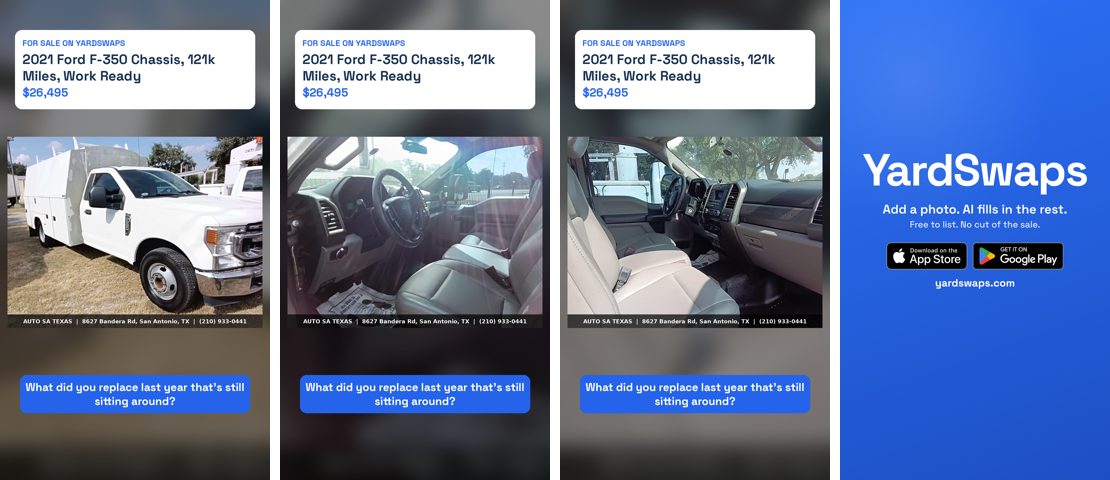 FOR SALE ON YARDSWAPS
2021 Ford F-350 Chassis, 121k
Miles, Work Ready
$26,495
AUTO SA TEXAS | 8627 Bandera Rd, San Antonio, TX | (210) 933-0441
What did you replace last year that's still
sitting around?
FOR SALE ON YARDSWAPS
2021 Ford F-350 Chassis, 121k
Miles, Work Ready
$26,495
AUTO SA TEXAS | 8627 Bandera Rd, San Antonio, TX | (210) 933-0441
What did you replace last year that's still
sitting around?
FOR SALE ON YARDSWAPS
2021 Ford F-350 Chassis, 121k
Miles, Work Ready
$26,495
AUTO SA TEXAS | 8627 Bandera Rd, San Antonio, TX | (210) 933-0441
What did you replace last year that's still
sitting around?
YardSwaps
Add a photo. AI fills in the rest.
Free to list. No cut of the sale.
Download on the
App Store
GET IT ON
Google Play
yardswaps.com